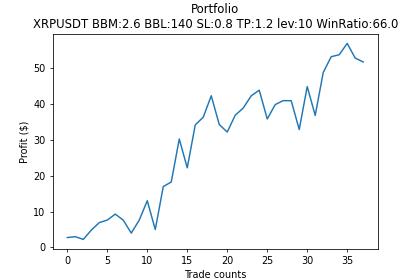 Portfolio
XRPUSDT BBM:2.6 BBL:140 SL:0.8 TP:1.2 lev:10 WinRatio:66.0
50
40
30
20
10
0
Profit ($)
0 5 10 15 20 25 30 35
Trade counts